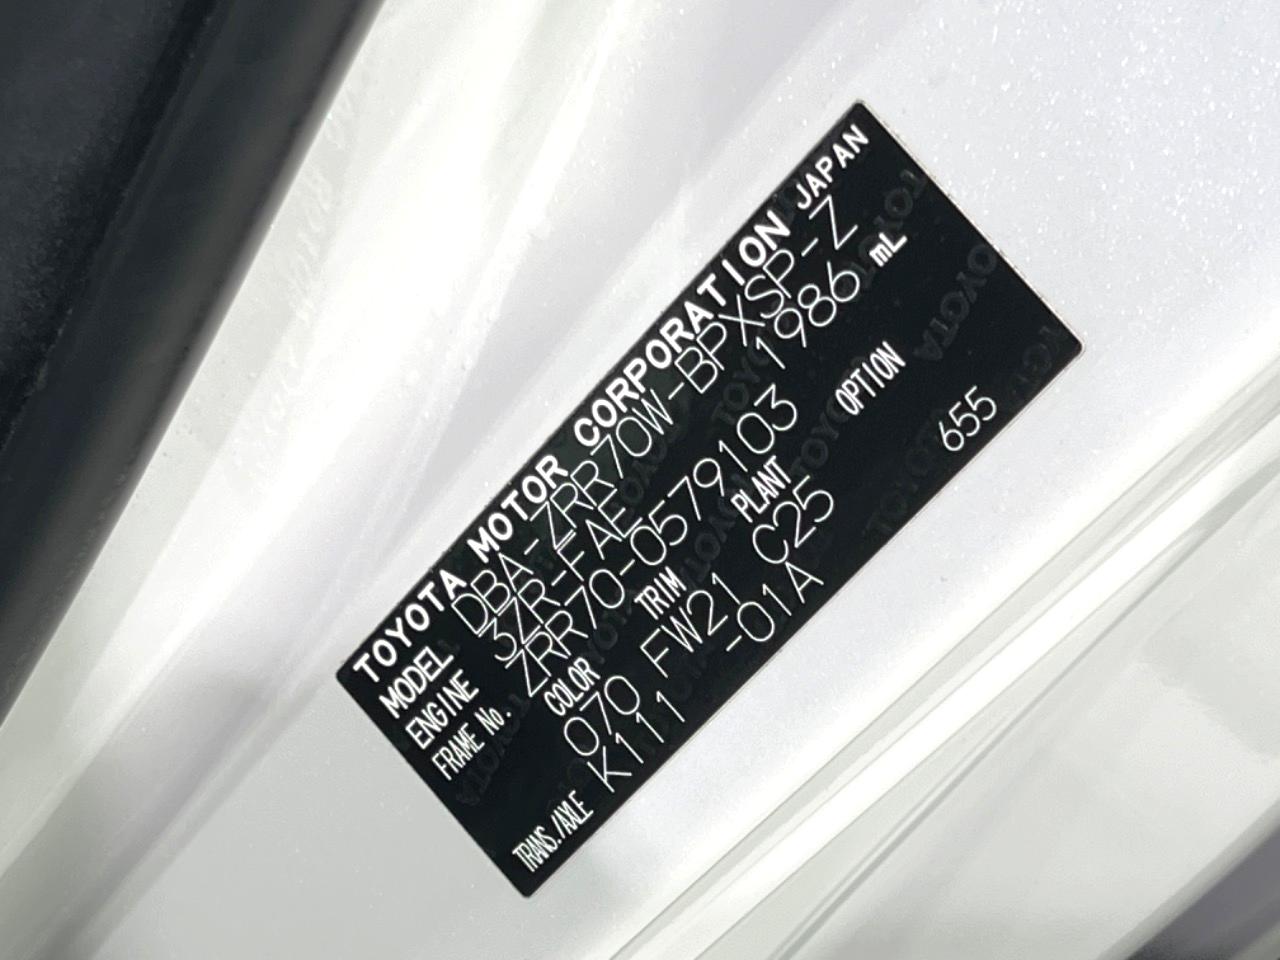 TOYOTA MOTOR CORPORATION JAPAN
MODEL DBA-ZRR70W-BPXSP-Z
ENGINE 3ZR-FAE 1986 mL
FRAME No. ZRR70-0579103
COLOR TRIM PLANT OPTION
070 FW21 C25 655
TRANS./AXLE K111 -01A